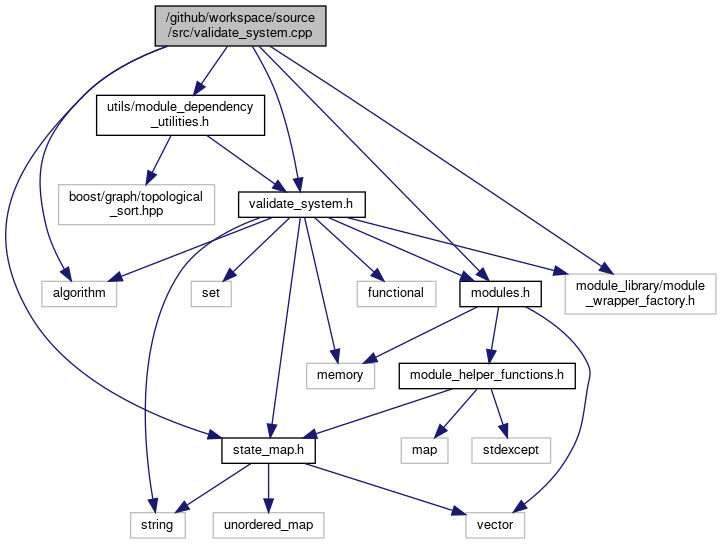 /github/workspace/source
/src/validate_system.cpp
utils/module_dependency
_utilities.h
boost/graph/topological
_sort.hpp
validate_system.h
algorithm
set
functional
modules.h
module_library/module
_wrapper_factory.h
memory
module_helper_functions.h
state_map.h
map
stdexcept
string
unordered_map
vector